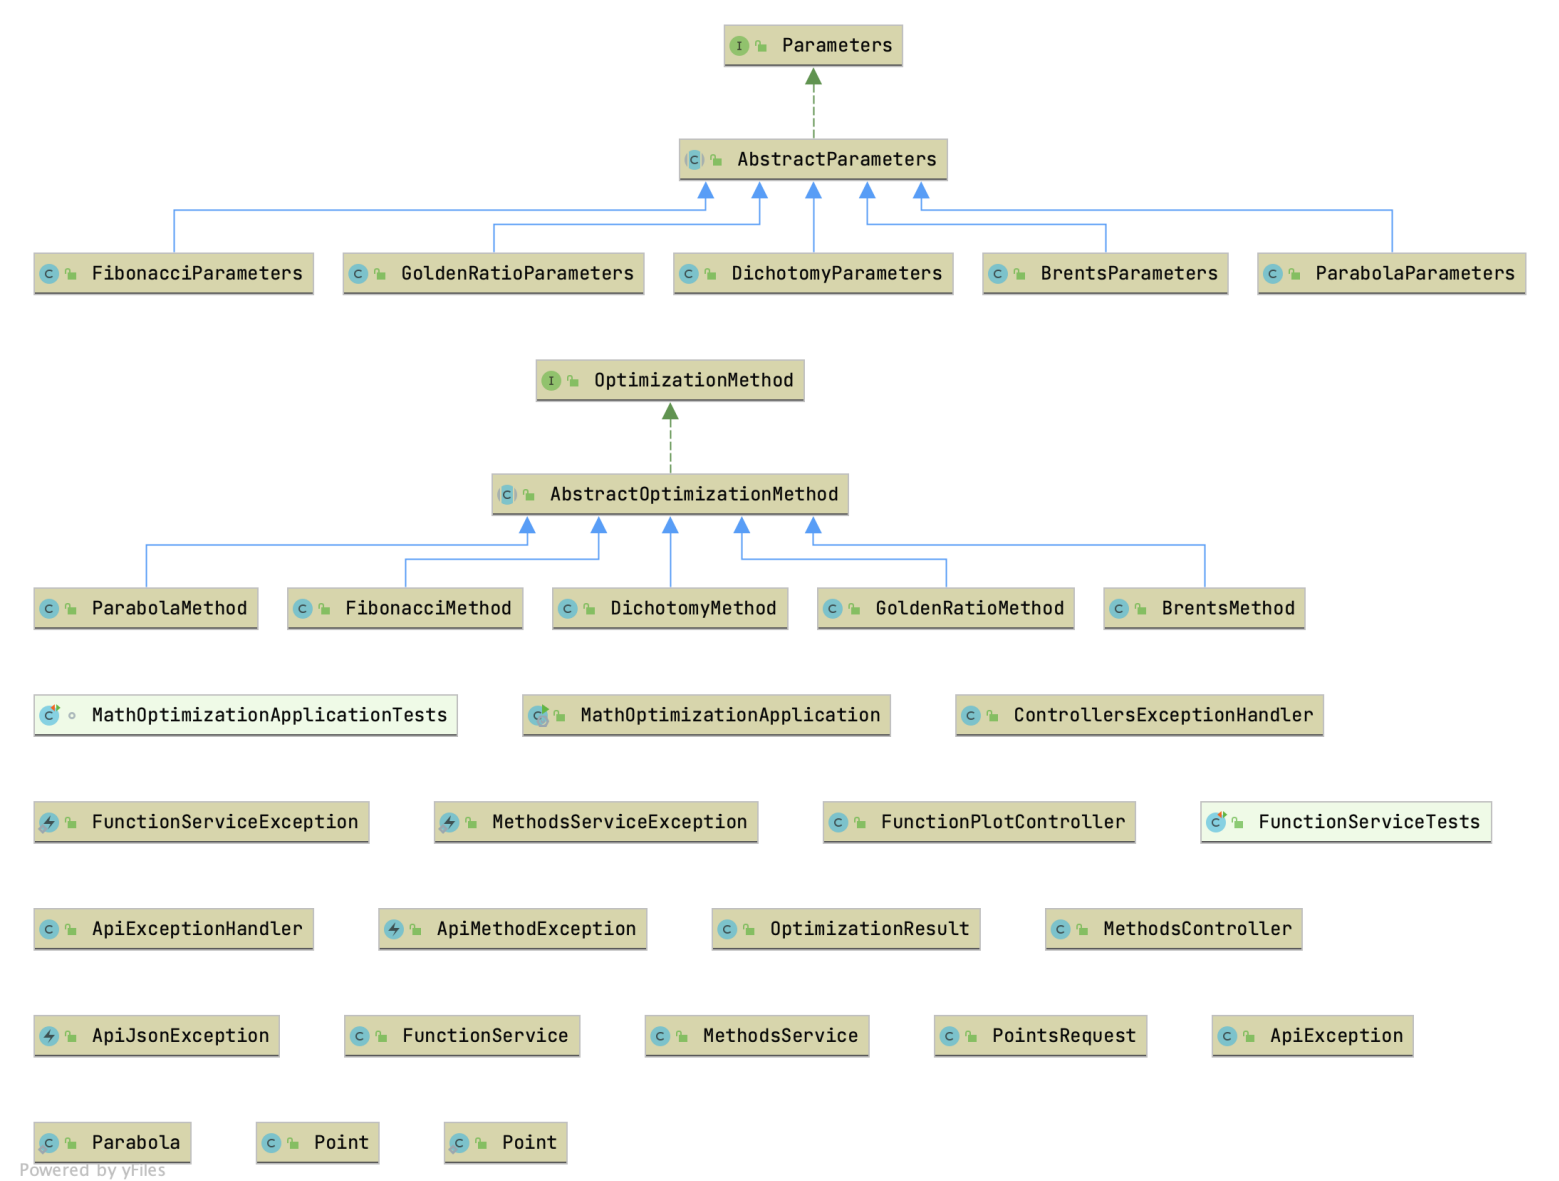 Parameters
AbstractParameters
FibonacciParameters GoldenRatioParameters DichotomyParameters BrentsParameters ParabolaParameters
OptimizationMethod
AbstractOptimizationMethod
ParabolaMethod FibonacciMethod DichotomyMethod GoldenRatioMethod BrentsMethod
MathOptimizationApplicationTests MathOptimizationApplication ControllersExceptionHandler
FunctionServiceException MethodsServiceException FunctionPlotController FunctionServiceTests
ApiExceptionHandler ApiMethodException OptimizationResult MethodsController
ApiJsonException FunctionService MethodsService PointsRequest ApiException
Parabola Point Point
Powered by yFiles